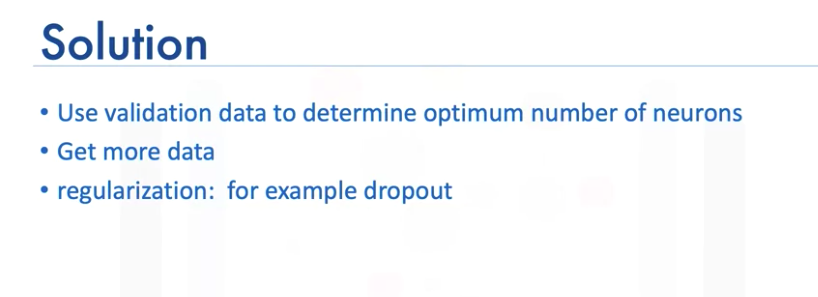 Solution
• Use validation data to determine optimum number of neurons
• Get more data
• regularization:  for example dropout